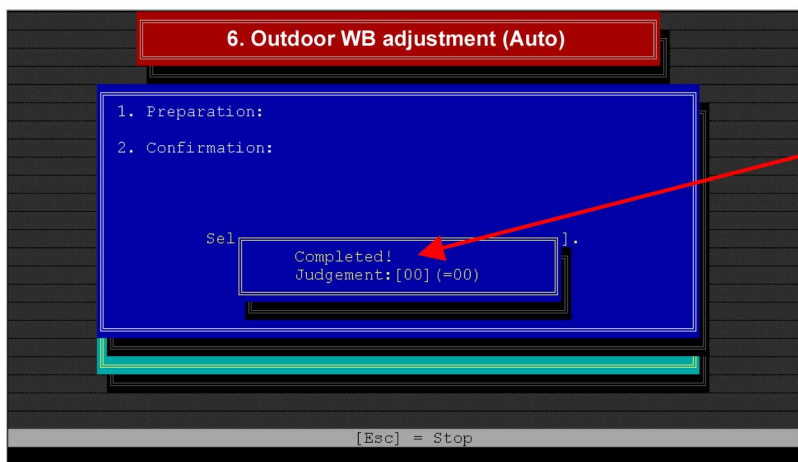 6. Outdoor WB adjustment (Auto)
1. Preparation:
2. Confirmation:
Sel ].
Completed!
Judgement:[00](=00)
[Esc] = Stop